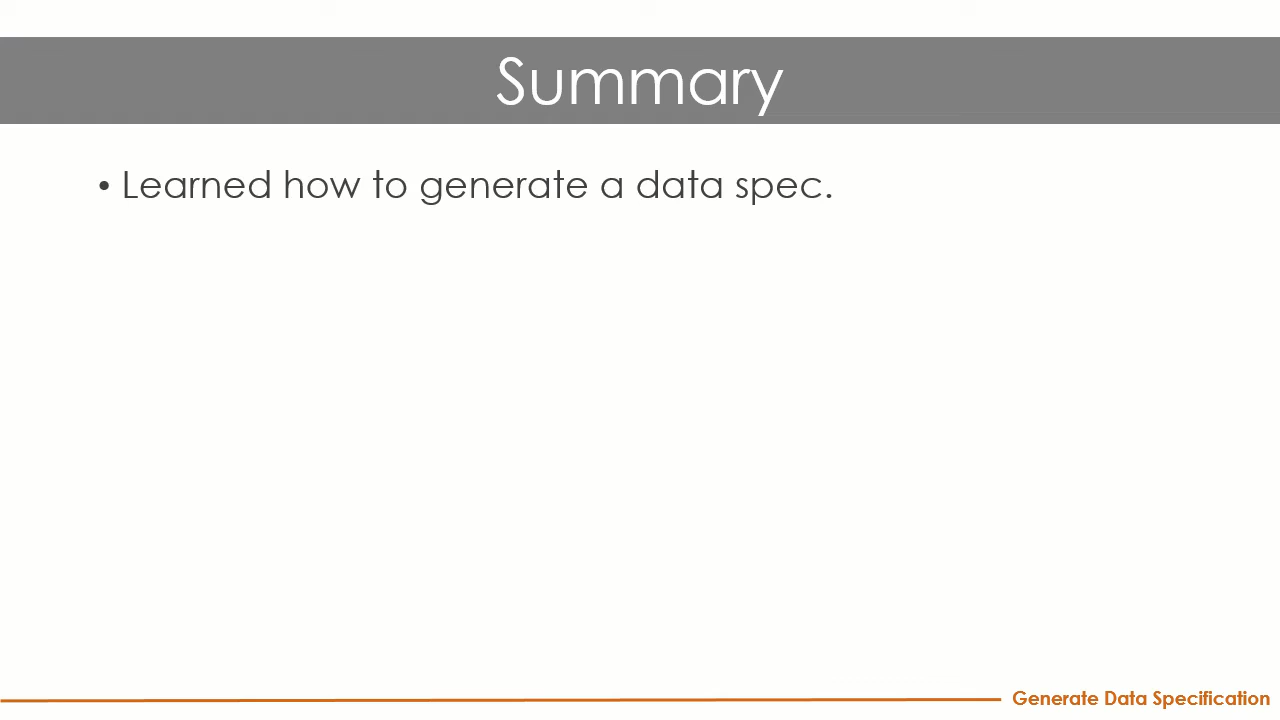 Summary
• Learned how to generate a data spec.
Generate Data Specification